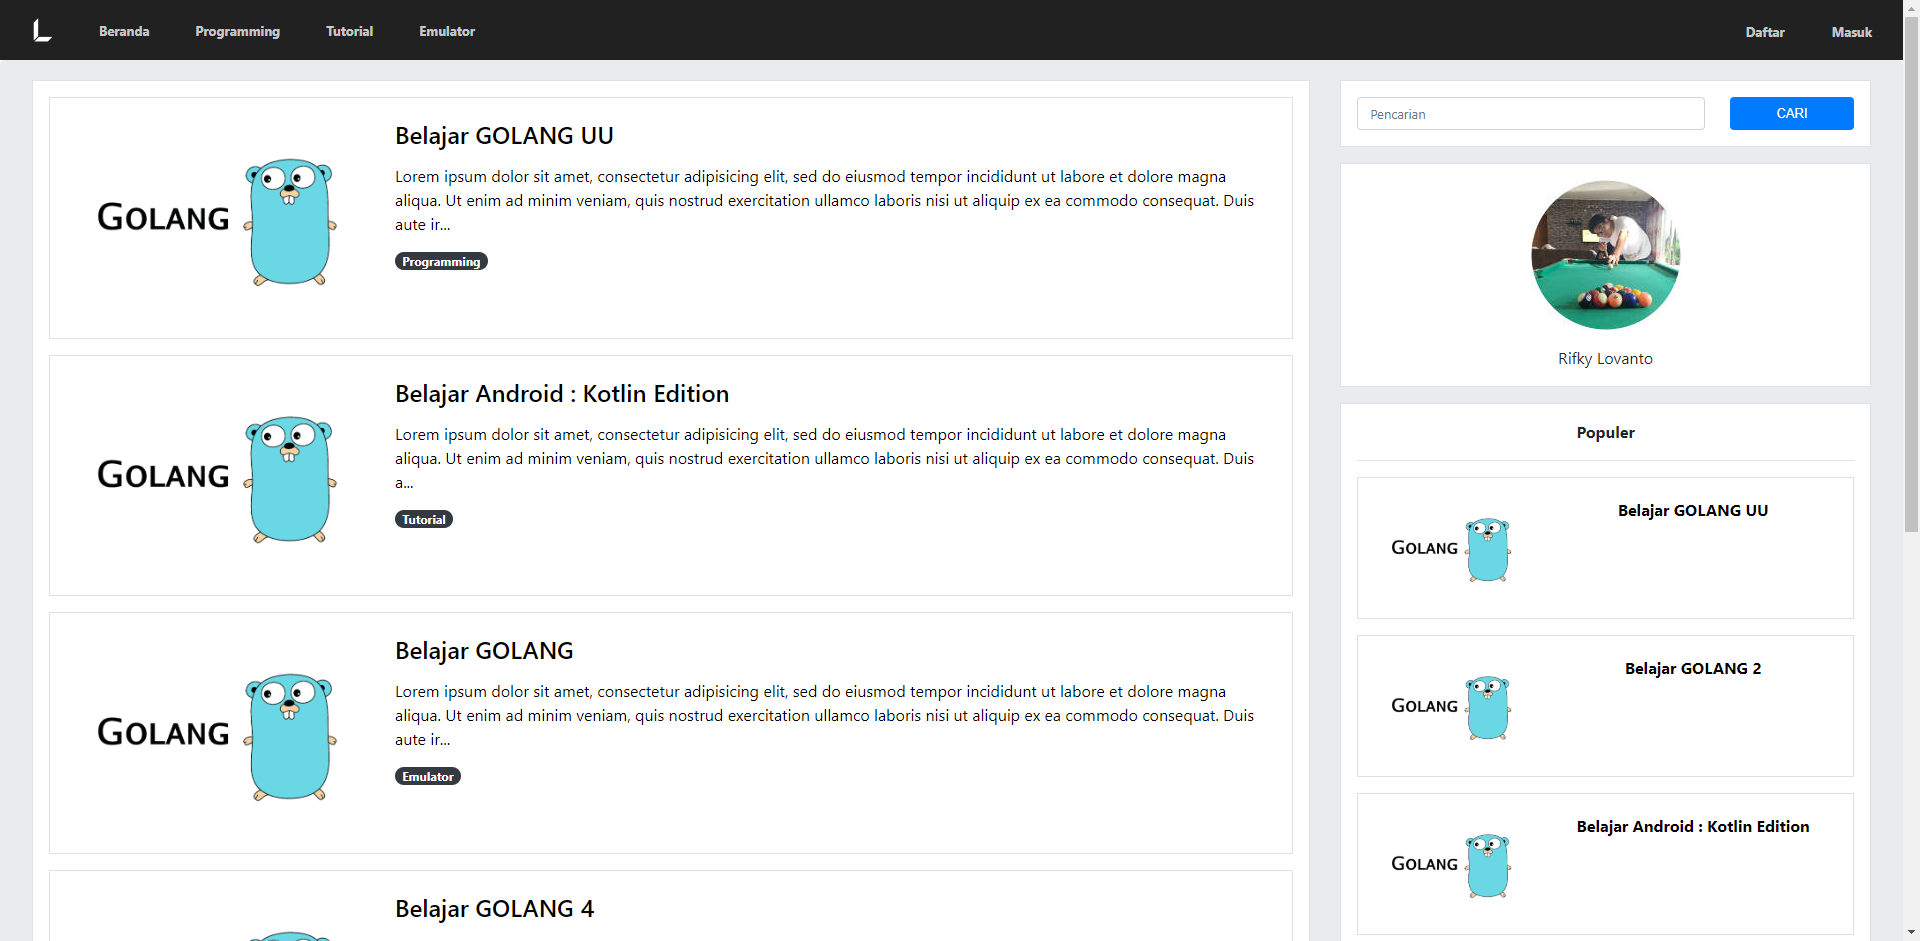 Beranda Programming Tutorial Emulator Daftar Masuk
GOLANG
Belajar GOLANG UU
Lorem ipsum dolor sit amet, consectetur adipisicing elit, sed do eiusmod tempor incididunt ut labore et dolore magna
aliqua. Ut enim ad minim veniam, quis nostrud exercitation ullamco laboris nisi ut aliquip ex ea commodo consequat. Duis
aute ir...
Programming
GOLANG
Belajar Android : Kotlin Edition
Lorem ipsum dolor sit amet, consectetur adipisicing elit, sed do eiusmod tempor incididunt ut labore et dolore magna
aliqua. Ut enim ad minim veniam, quis nostrud exercitation ullamco laboris nisi ut aliquip ex ea commodo consequat. Duis
a...
Tutorial
GOLANG
Belajar GOLANG
Lorem ipsum dolor sit amet, consectetur adipisicing elit, sed do eiusmod tempor incididunt ut labore et dolore magna
aliqua. Ut enim ad minim veniam, quis nostrud exercitation ullamco laboris nisi ut aliquip ex ea commodo consequat. Duis
aute ir...
Emulator
Belajar GOLANG 4
Pencarian
CARI
Rifky Lovanto
Populer
GOLANG
Belajar GOLANG UU
GOLANG
Belajar GOLANG 2
GOLANG
Belajar Android : Kotlin Edition